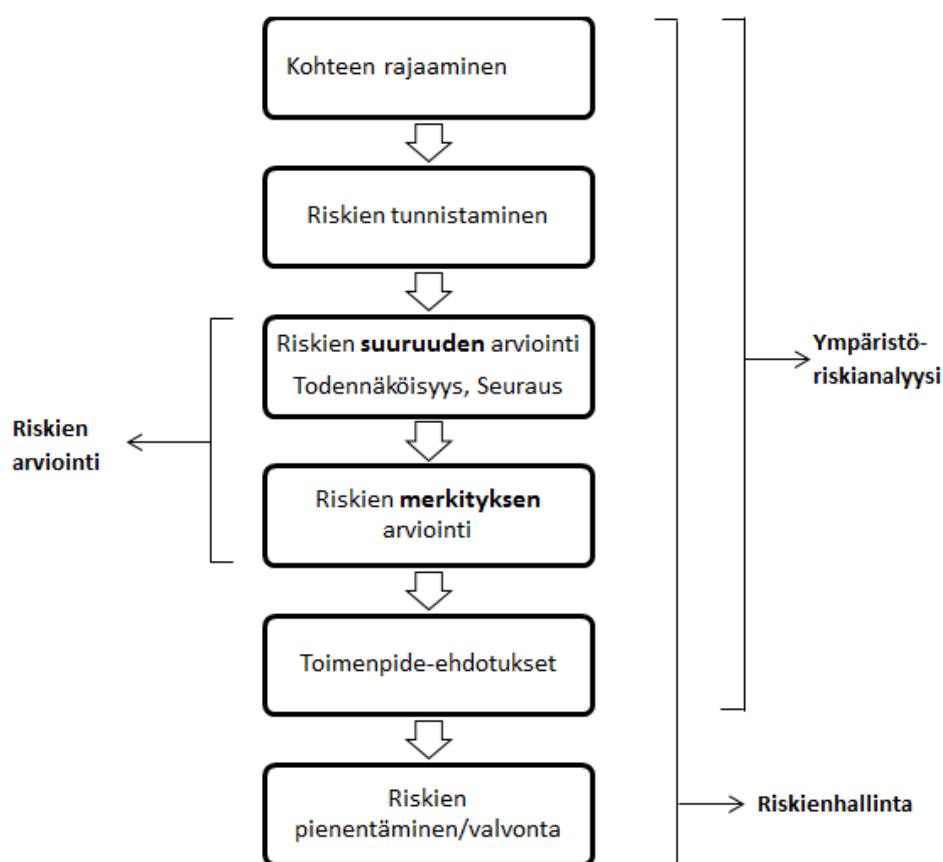 Kohteen rajaaminen
Riskien tunnistaminen
Riskien suuruuden arviointi
Todennäköisyys, Seuraus
Riskien merkityksen
arviointi
Toimenpide-ehdotukset
Riskien
pienentäminen/valvonta
Riskien
arviointi
Ympäristö-
riskianalyysi
Riskienhallinta